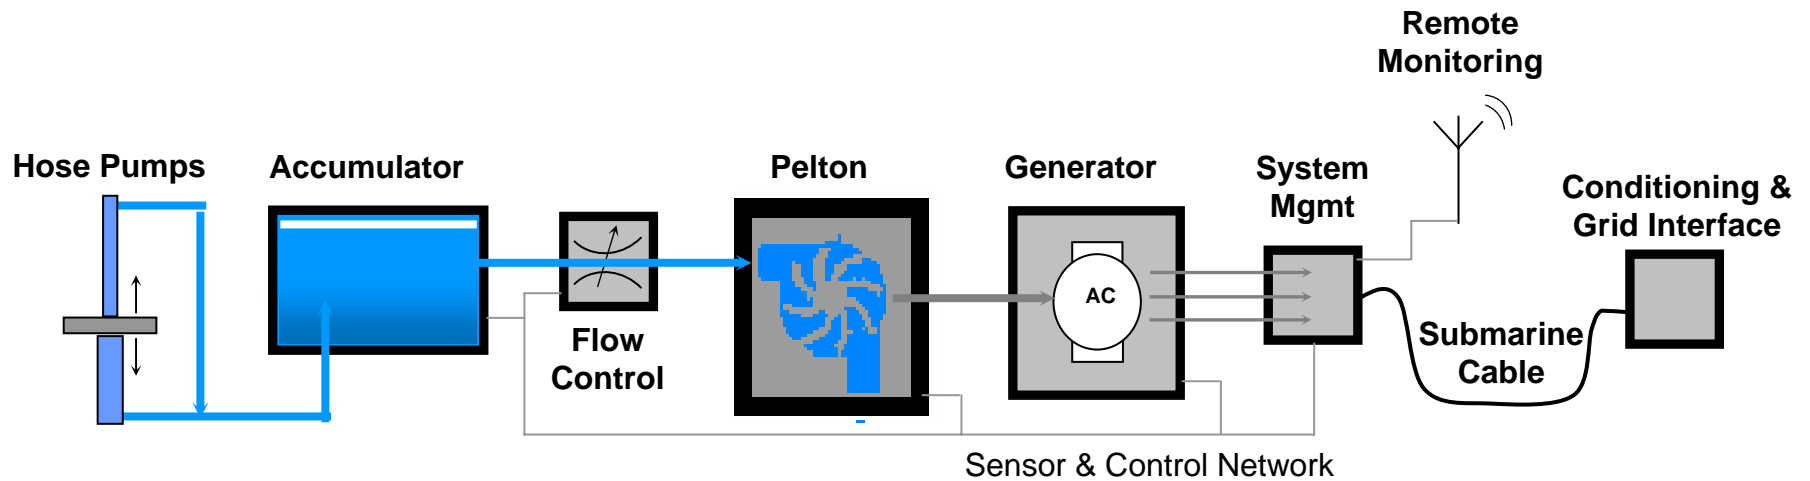 Remote
Monitoring
Hose Pumps
Accumulator
Pelton
Generator
System
Mgmt
Conditioning &
Grid Interface
AC
Flow
Control
Submarine
Cable
Sensor & Control Network